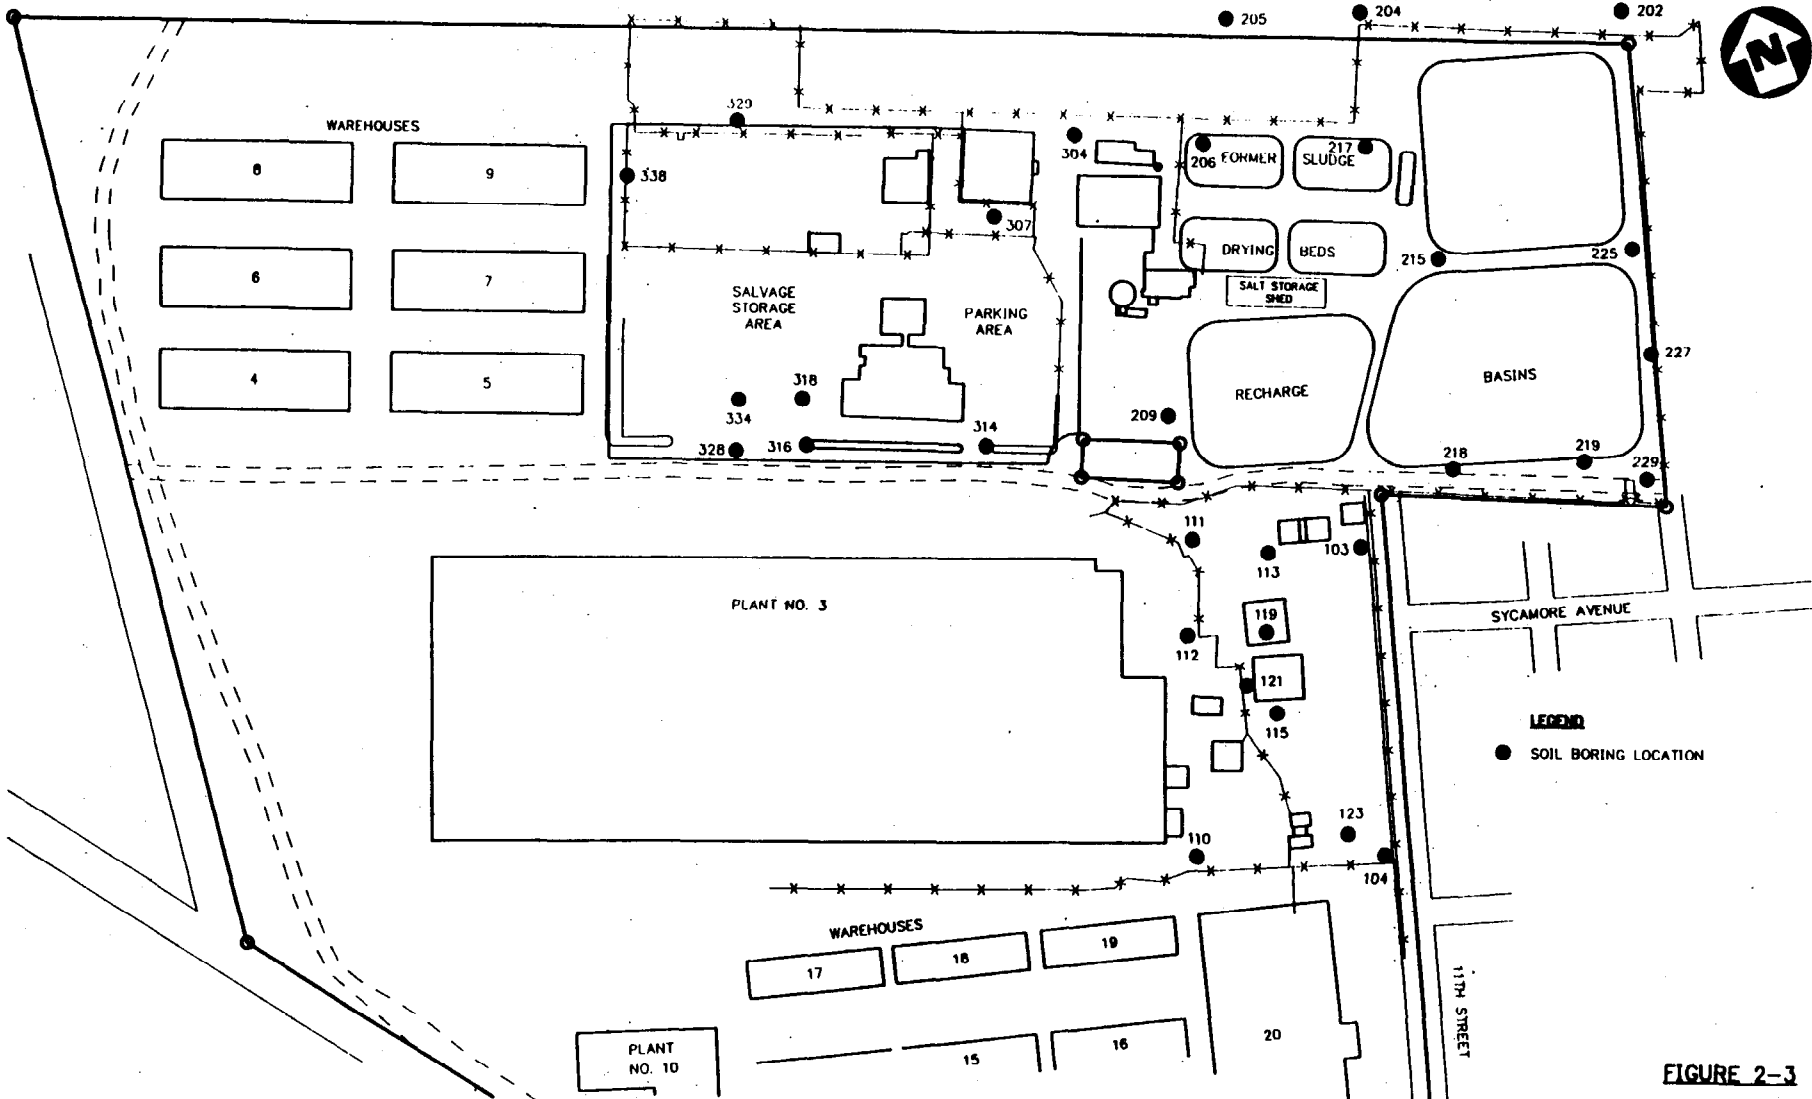 205
204
202
N
WAREHOUSES
329
304
206
FORMER
217
SLUDGE
8
9
338
307
DRYING
BEDS
215
225
6
7
SALVAGE
STORAGE
AREA
PARKING
AREA
SALT STORAGE
SHED
227
4
5
334
318
RECHARGE
BASINS
209
328
316
314
218
219
229
111
113
103
PLANT NO. 3
119
112
SYCAMORE AVENUE
121
115
LEGEND
SOIL BORING LOCATION
123
110
104
WAREHOUSES
17
18
19
11TH STREET
PLANT
NO. 10
15
16
20
FIGURE 2-3